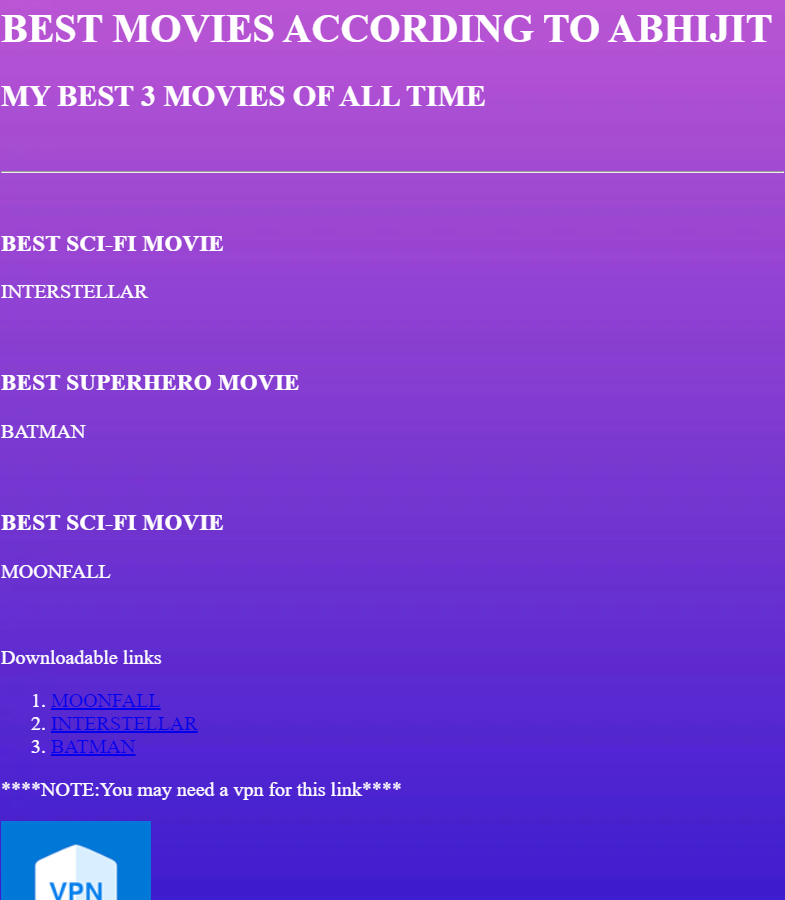 BEST MOVIES ACCORDING TO ABHIJIT
MY BEST 3 MOVIES OF ALL TIME
BEST SCI-FI MOVIE
INTERSTELLAR
BEST SUPERHERO MOVIE
BATMAN
BEST SCI-FI MOVIE
MOONFALL
Downloadable links
1. MOONFALL
2. INTERSTELLAR
3. BATMAN
****NOTE:You may need a vpn for this link****
VPN